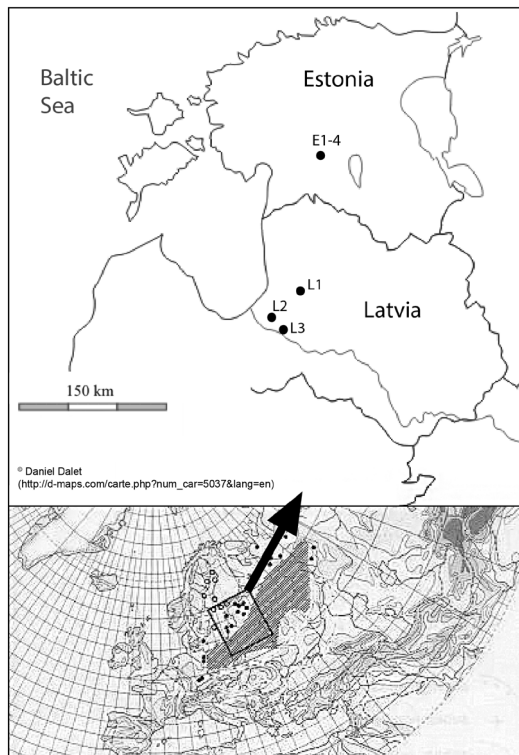 Baltic
Sea
Estonia
E1-4
L1
L2
L3
Latvia
150 km
© Daniel Dalet
(http://d-maps.com/carte.php?num_car=5037&lang=en)